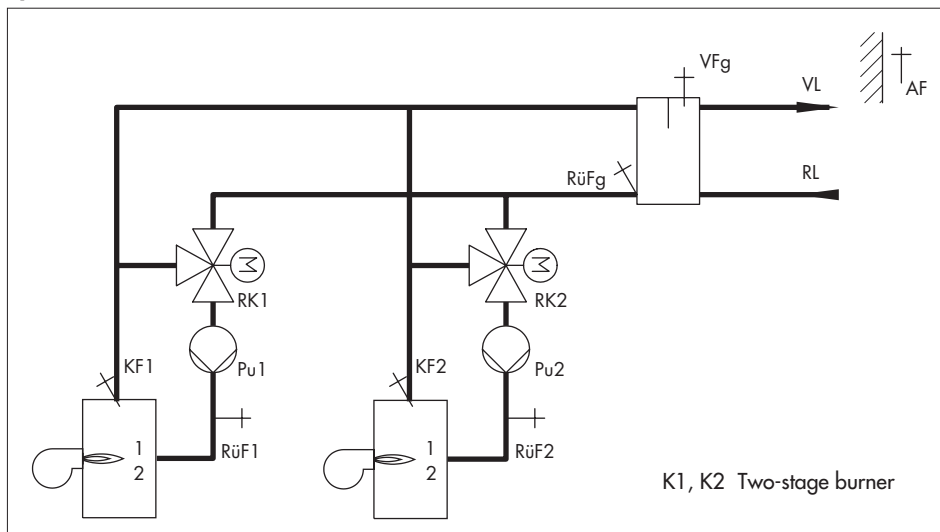 VFg
VL
AF
RüFg
RL
M
M
RK1
RK2
KF1
Pu1
KF2
Pu2
1
2
RüF1
1
2
RüF2
K1, K2 Two-stage burner